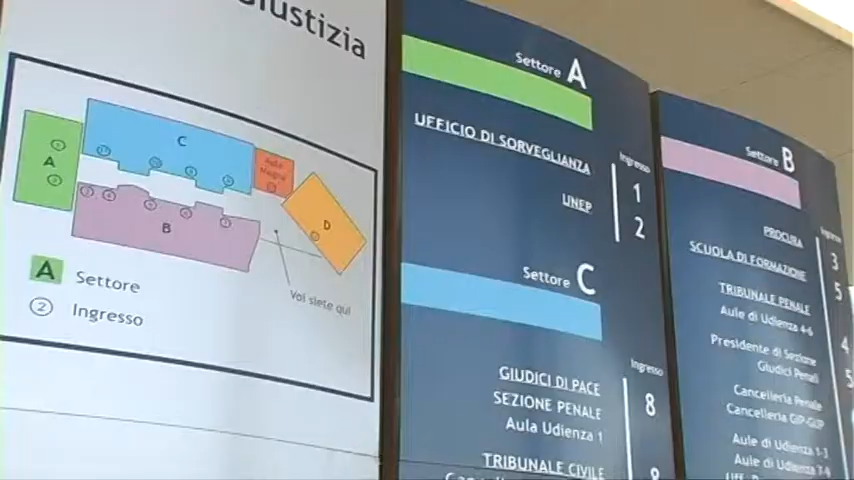 A
C
Aula
Magna
D
B
A Settore
2 Ingresso
Voi siete qui
Settore A
Ingresso
UFFICIO DI SORVEGLIANZA 1
UNEP 2
Settore C
Ingresso
GIUDICI DI PACE 8
SEZIONE PENALE
Aula Udienza 1
TRIBUNALE CIVILE
Settore B
PROCURA 3
SCUOLA DI FORMAZIONE 5
TRIBUNALE PENALE
Aule di Udienza 4-6 4
Presidente di Sezione
Giudici Penali
Cancelleria Penale
Cancelleria GIP-GUP
Aule di Udienza 1-3
Aule di Udienza 7-9